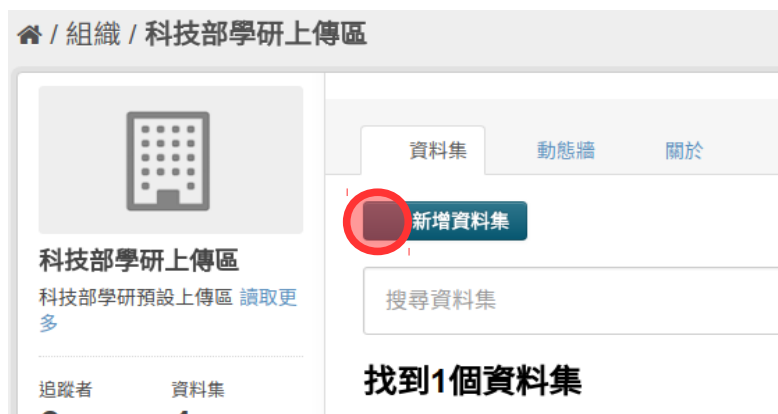 / 組織 / 科技部學研上傳區
資料集 動態牆 關於
新增資料集
科技部學研上傳區
科技部學研預設上傳區 讀取更
多
搜尋資料集
追蹤者 資料集
找到1個資料集